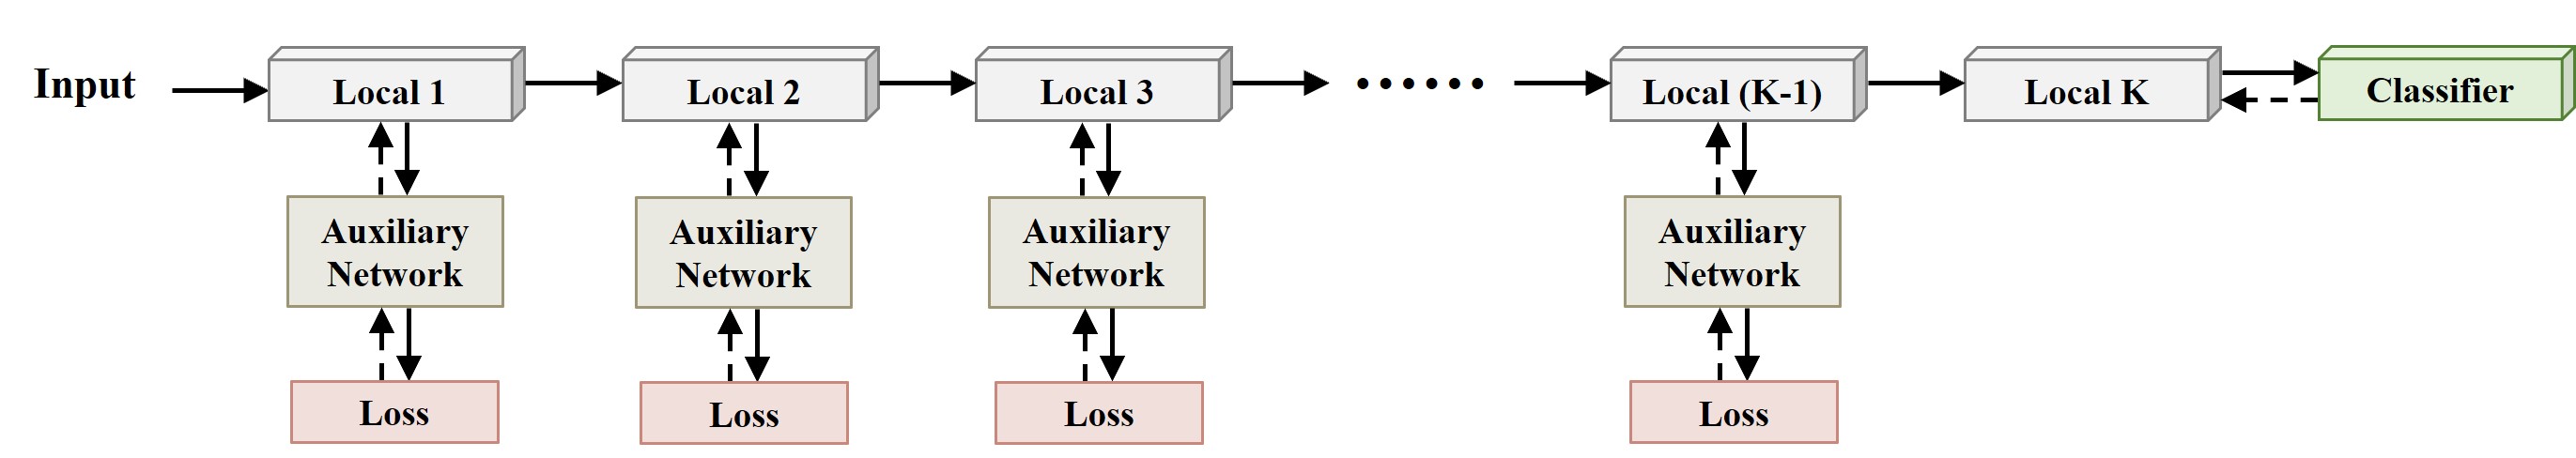 Input
Local 1
Local 2
Local 3
......
Local (K-1)
Local K
Classifier
Auxiliary
Network
Auxiliary
Network
Auxiliary
Network
Auxiliary
Network
Loss
Loss
Loss
Loss